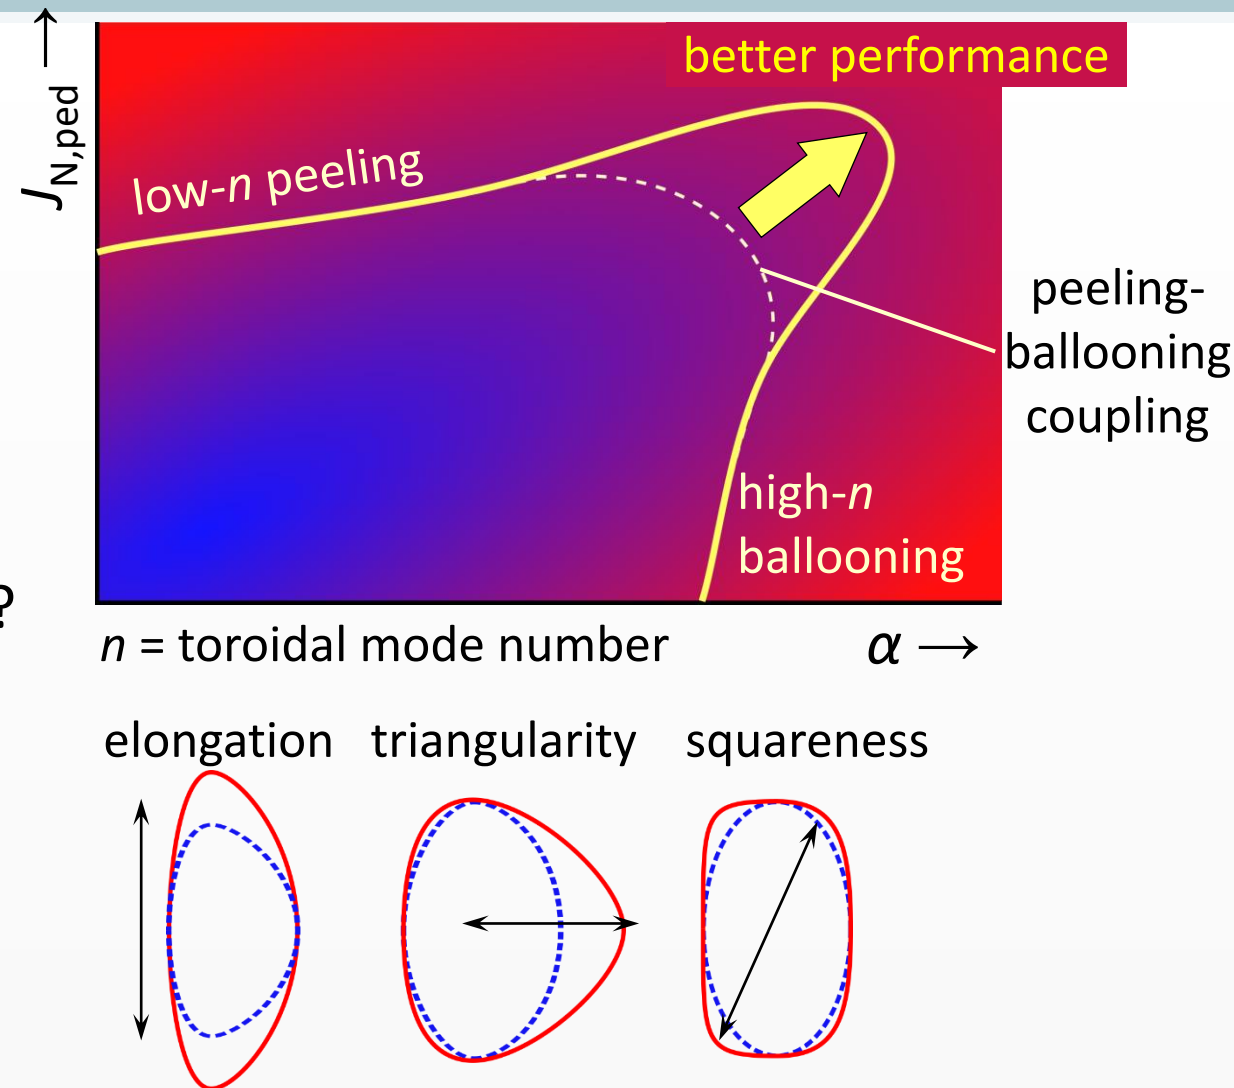 J_N,ped →
better performance
low-n peeling
peeling-
ballooning
coupling
high-n
ballooning
?
n = toroidal mode number
α →
elongation triangularity squareness